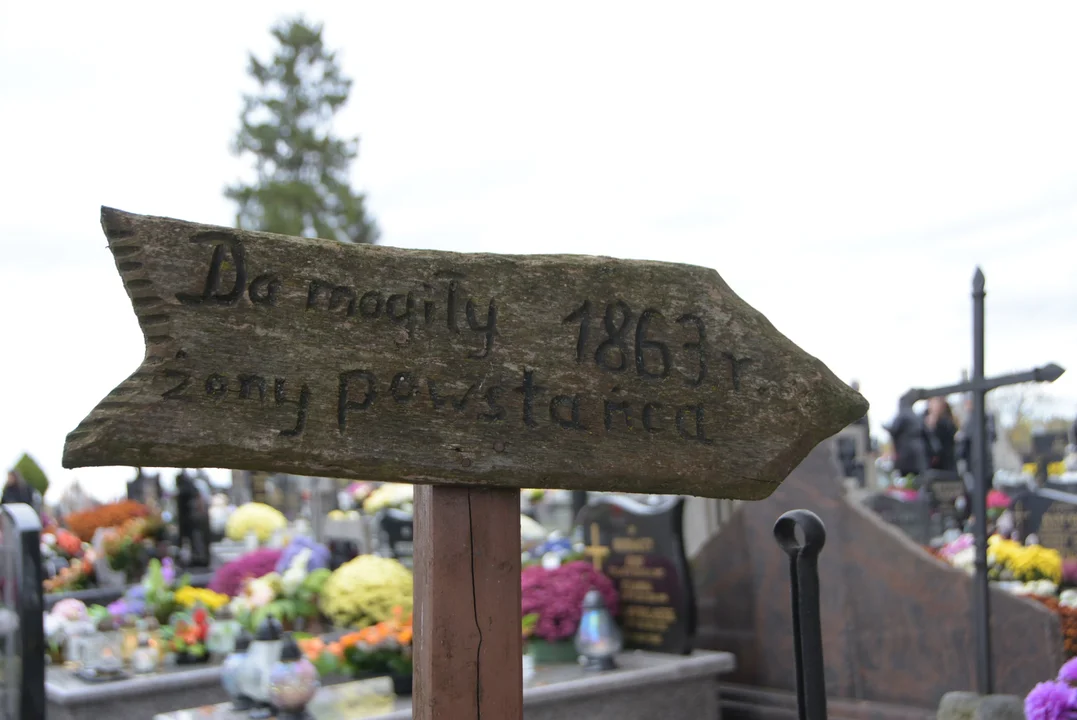 Do mogiły 1863 r.
żony powstańca